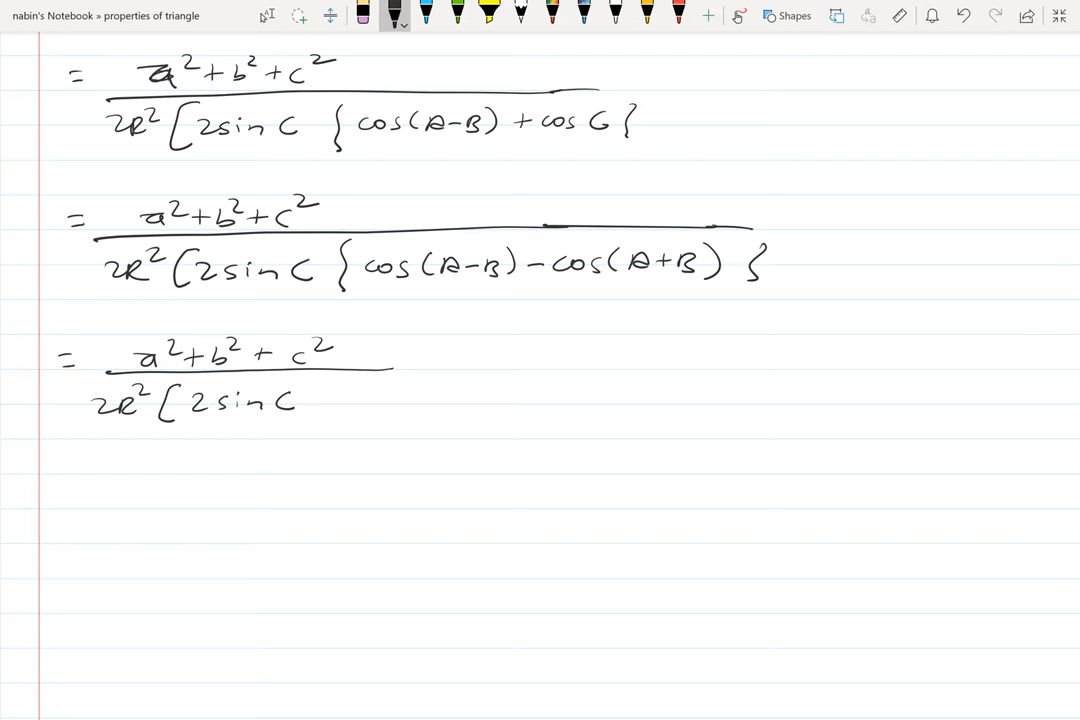 nabin's Notebook » properties of triangle
Shapes
= a²+b²+c²
2R² [2sin C { cos(A-B) + cos C }
= a²+b²+c²
2R² [2sin C { cos(A-B) - cos(A+B) }
= a²+b²+c²
2R² [2sin C